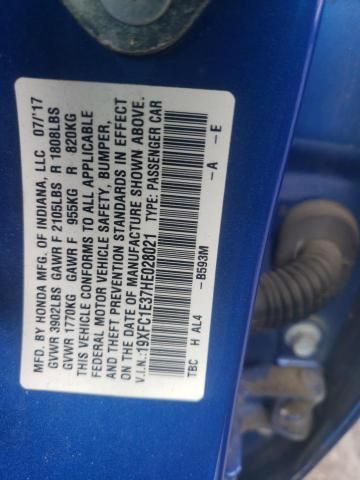 MFD. BY HONDA MFG. OF INDIANA, LLC 07/'17
GVWR 3902LBS GAWR F 2105LBS R 1808LBS
GVWR 1770KG GAWR F 955KG R 820KG
THIS VEHICLE CONFORMS TO ALL APPLICABLE
FEDERAL MOTOR VEHICLE SAFETY, BUMPER,
AND THEFT PREVENTION STANDARDS IN EFFECT
ON THE DATE OF MANUFACTURE SHOWN ABOVE.
V.I.N.:19XFC1E37HE028021 TYPE: PASSENGER CAR
TBC H AL4 -B593M -A -E